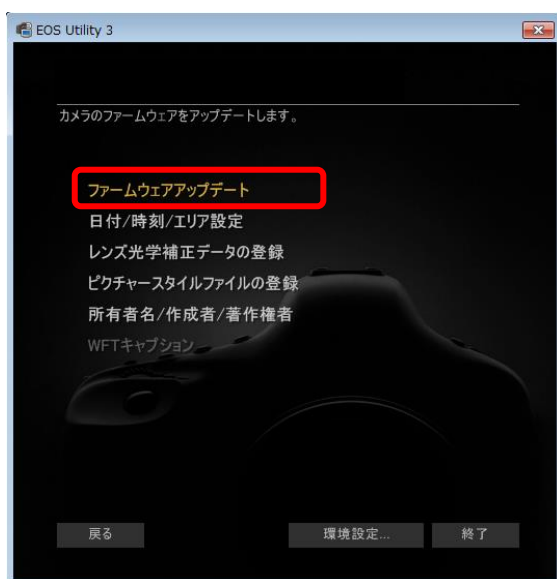 EOS Utility 3
カメラのファームウェアをアップデートします。
ファームウェアアップデート
日付/時刻/エリア設定
レンズ光学補正データの登録
ピクチャースタイルファイルの登録
所有者名/作成者/著作権者
WFTキャプション
戻る 環境設定... 終了